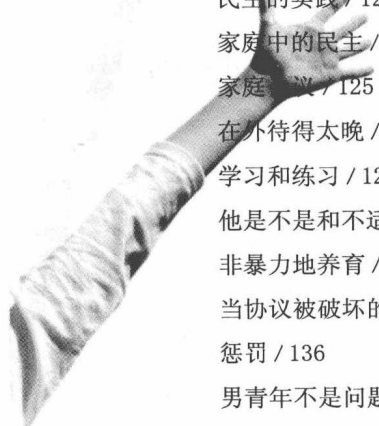 民主的实践 / 12
家庭中的民主 /
家庭 议 / 125
在外待得太晚 /
学习和练习 / 12
他是不是和不适
非暴力地养育 /
当协议被破坏的
惩罚 / 136
男青年不是问题